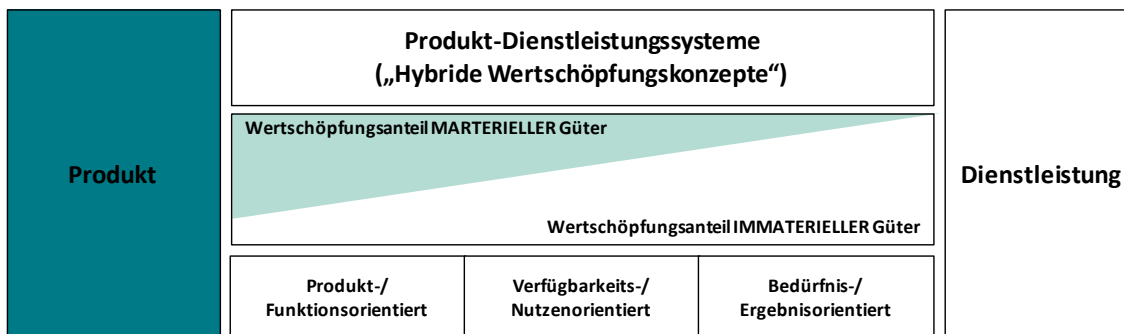 Produkt
Produkt-Dienstleistungssysteme
(„Hybride Wertschöpfungskonzepte“)
Wertschöpfungsanteil MARTERIELLER Güter
Wertschöpfungsanteil IMMATERIELLER Güter
Produkt-/
Funktionsorientiert
Verfügbarkeits-/
Nutzenorientiert
Bedürfnis-/
Ergebnisorientiert
Dienstleistung